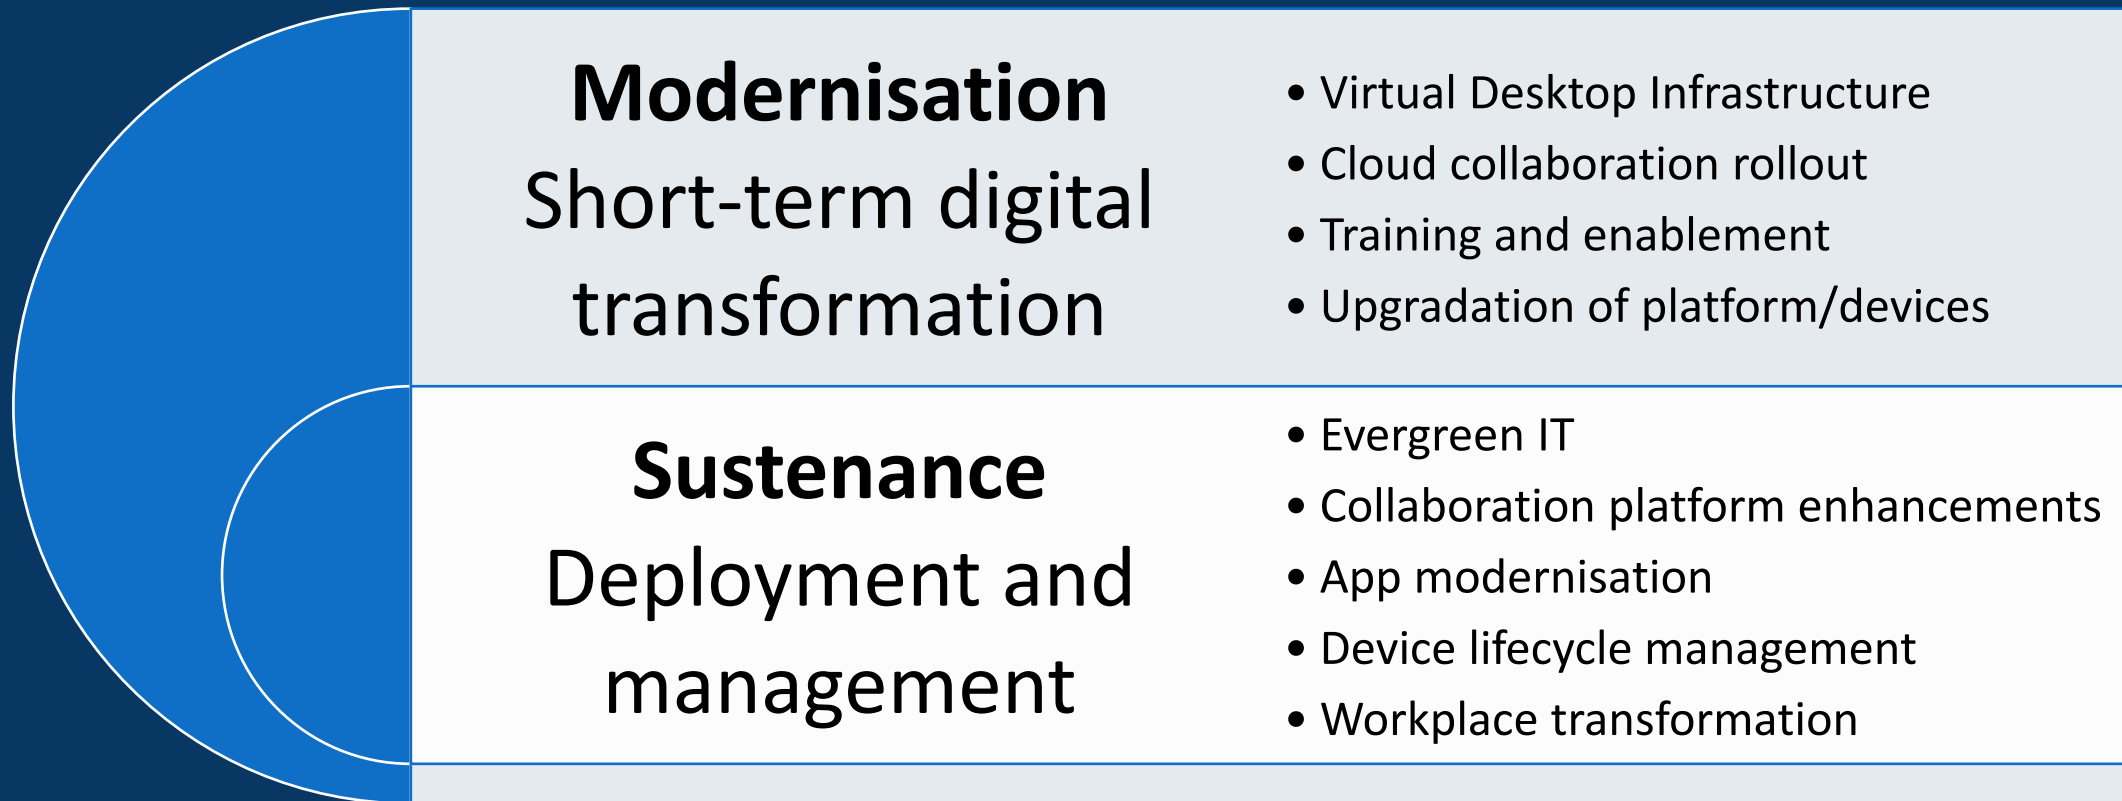 Modernisation
Short-term digital
transformation
• Virtual Desktop Infrastructure
• Cloud collaboration rollout
• Training and enablement
• Upgradation of platform/devices
Sustenance
Deployment and
management
• Evergreen IT
• Collaboration platform enhancements
• App modernisation
• Device lifecycle management
• Workplace transformation